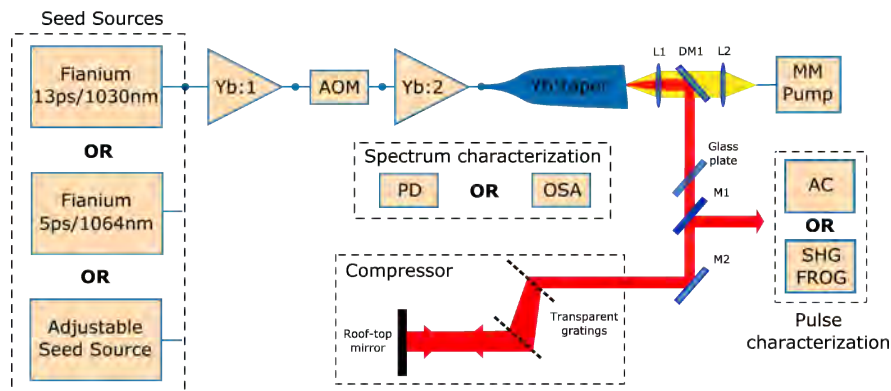 Seed Sources
Fianium
13ps/1030nm
OR
Fianium
5ps/1064nm
OR
Adjustable
Seed Source
Yb:1
AOM
Yb:2
Yb:taper
L1
DM1
L2
MM
Pump
Spectrum characterization
PD
OR
OSA
Glass
plate
M1
M2
AC
OR
SHG
FROG
Pulse
characterization
Compressor
Roof-top
mirror
Transparent
gratings